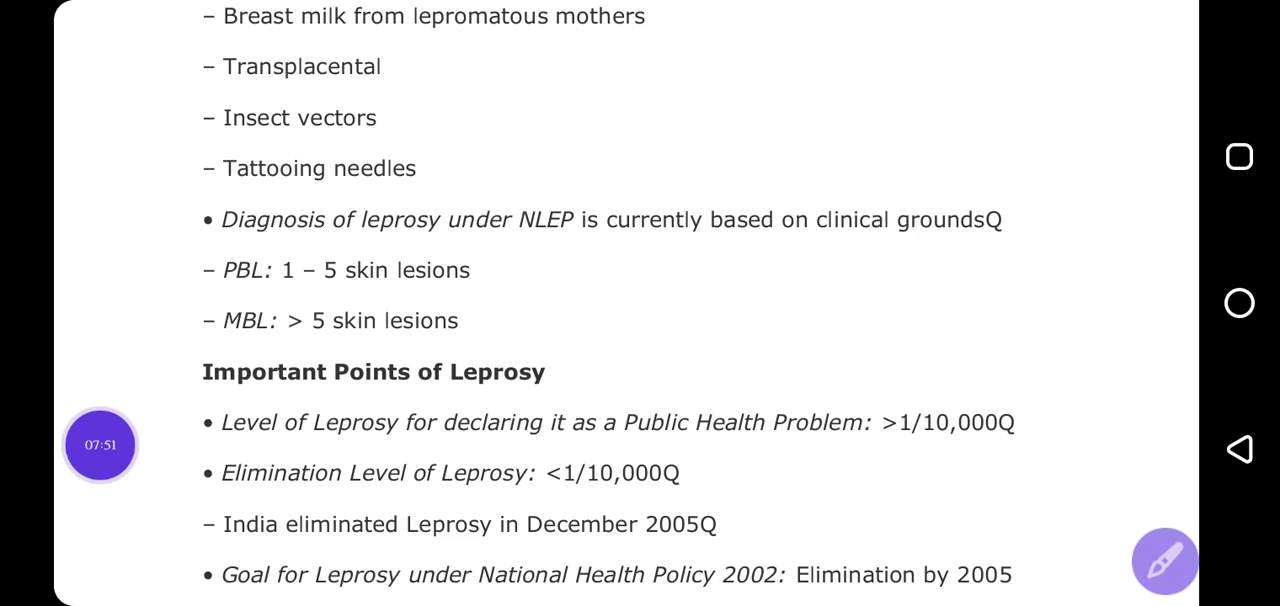 – Breast milk from lepromatous mothers
– Transplacental
– Insect vectors
– Tattooing needles
• Diagnosis of leprosy under NLEP is currently based on clinical groundsQ
– PBL: 1 – 5 skin lesions
– MBL: > 5 skin lesions
Important Points of Leprosy
• Level of Leprosy for declaring it as a Public Health Problem: >1/10,000Q
07:51
• Elimination Level of Leprosy: <1/10,000Q
– India eliminated Leprosy in December 2005Q
• Goal for Leprosy under National Health Policy 2002: Elimination by 2005